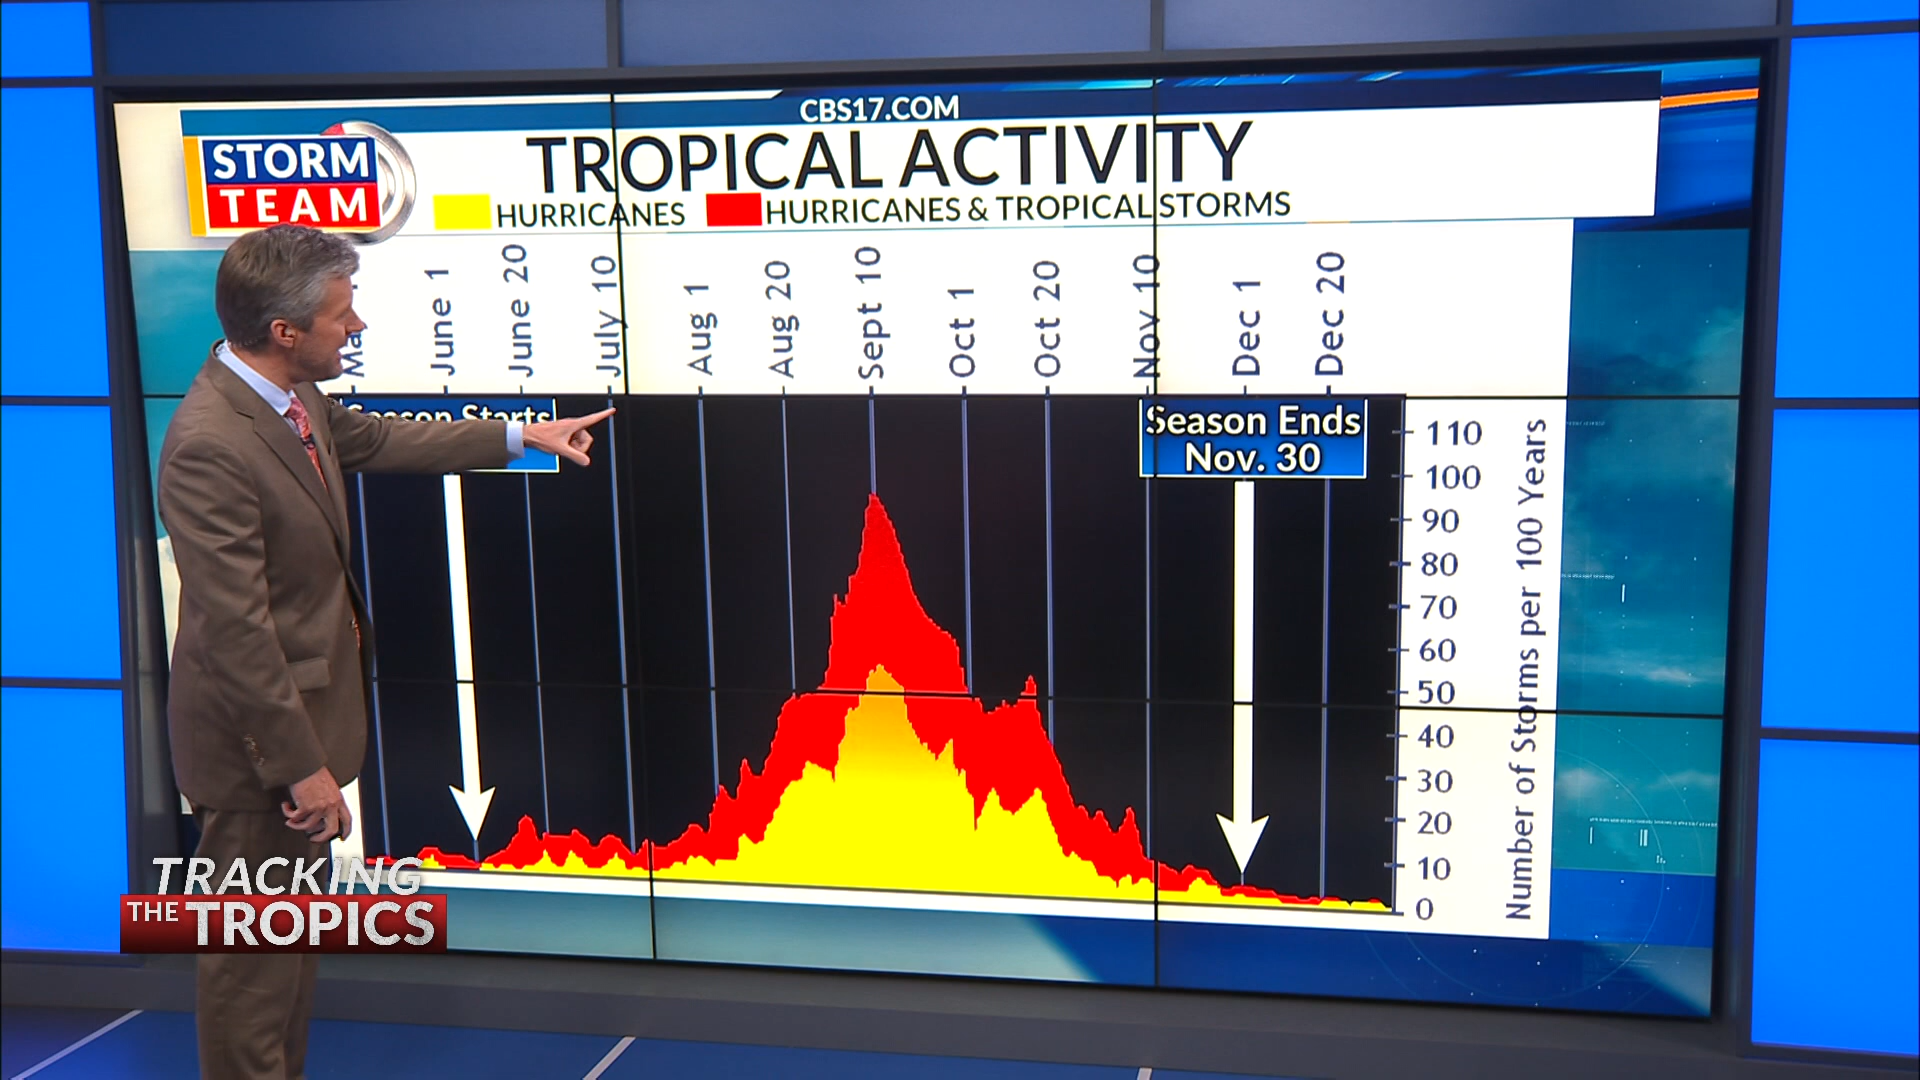 CBS17.COM
STORM
TEAM
TROPICAL ACTIVITY
HURRICANES
HURRICANES & TROPICAL STORMS
June 1
June 20
July 10
Aug 1
Aug 20
Sept 10
Oct 1
Oct 20
Nov 10
Dec 1
Dec 20
Season Starts
Season Ends
Nov. 30
110
100
90
80
70
60
50
40
30
20
10
0
Number of Storms per 100 Years
TRACKING
THE TROPICS